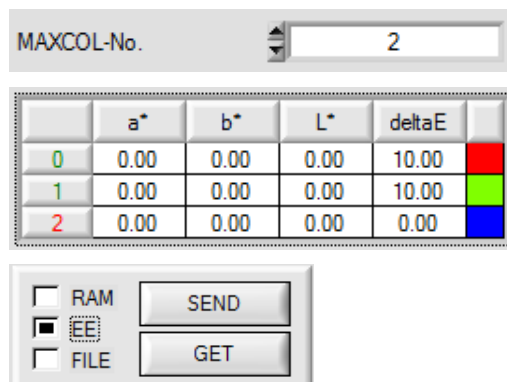 MAXCOL-No. 2
a* b* L* deltaE
0 0.00 0.00 0.00 10.00
1 0.00 0.00 0.00 10.00
2 0.00 0.00 0.00 0.00
RAM SEND
EE
FILE GET